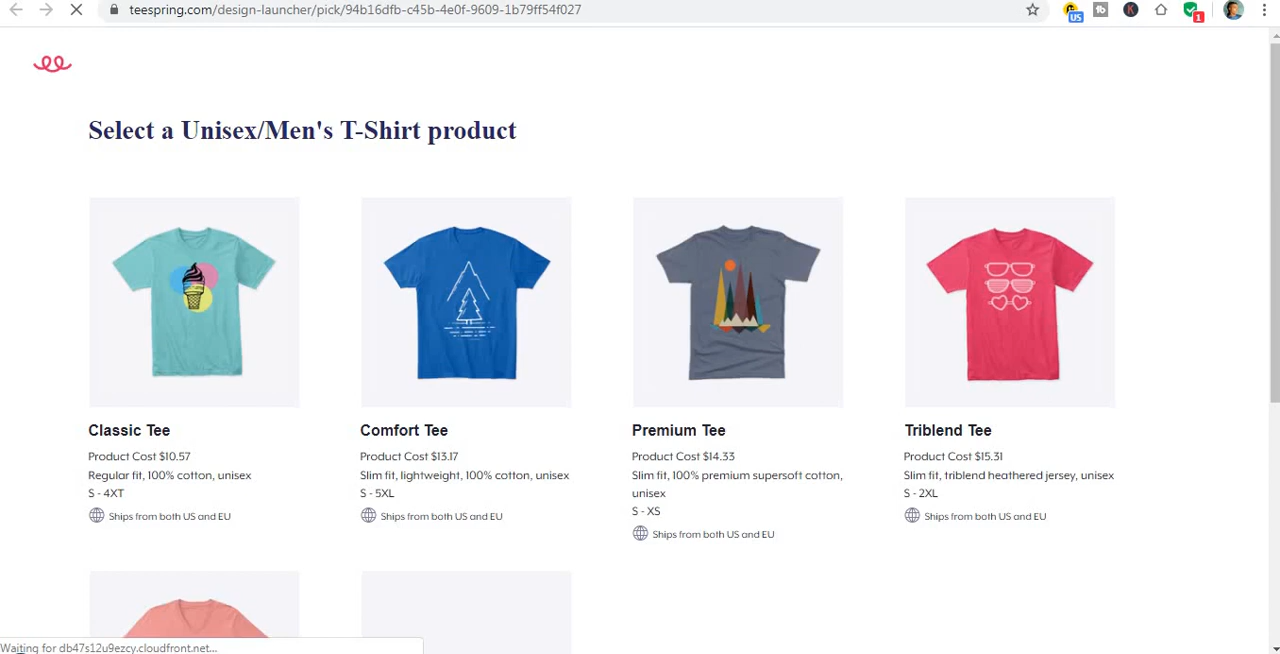 teespring.com/design-launcher/pick/94b16dfb-c45b-4e0f-9609-1b79ff54f027
US
tb
K
1
Select a Unisex/Men's T-Shirt product
Classic Tee
Product Cost $10.57
Regular fit, 100% cotton, unisex
S - 4XT
Ships from both US and EU
Comfort Tee
Product Cost $13.17
Slim fit, lightweight, 100% cotton, unisex
S - 5XL
Ships from both US and EU
Premium Tee
Product Cost $14.33
Slim fit, 100% premium supersoft cotton,
unisex
S - XS
Ships from both US and EU
Triblend Tee
Product Cost $15.31
Slim fit, triblend heathered jersey, unisex
S - 2XL
Ships from both US and EU
Waiting for db47s12u9ezcy.cloudfront.net...